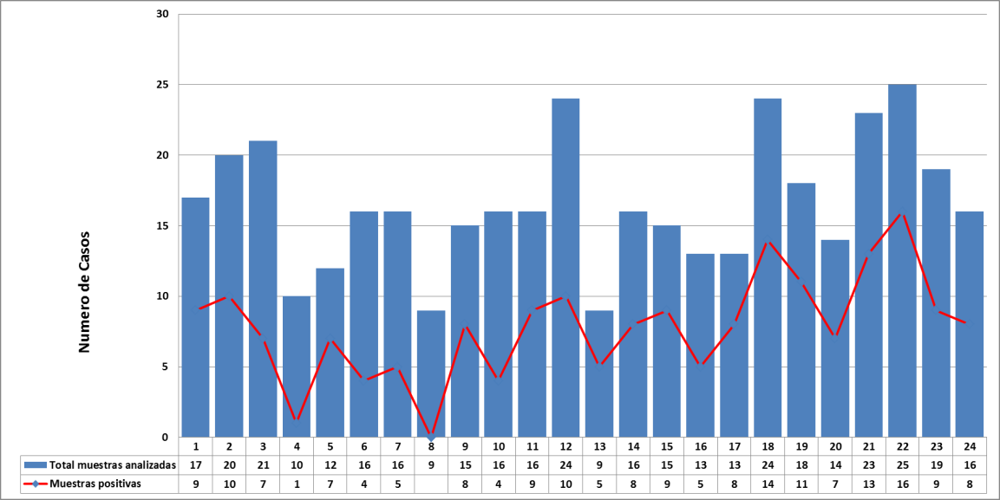 30
25
20
15
10
5
0
Numero de Casos
1 2 3 4 5 6 7 8 9 10 11 12 13 14 15 16 17 18 19 20 21 22 23 24
Total muestras analizadas 17 20 21 10 12 16 16 9 15 16 16 24 9 16 15 13 13 24 18 14 23 25 19 16
Muestras positivas 9 10 7 1 7 4 5 8 4 9 10 5 8 9 5 8 14 11 7 13 16 9 8